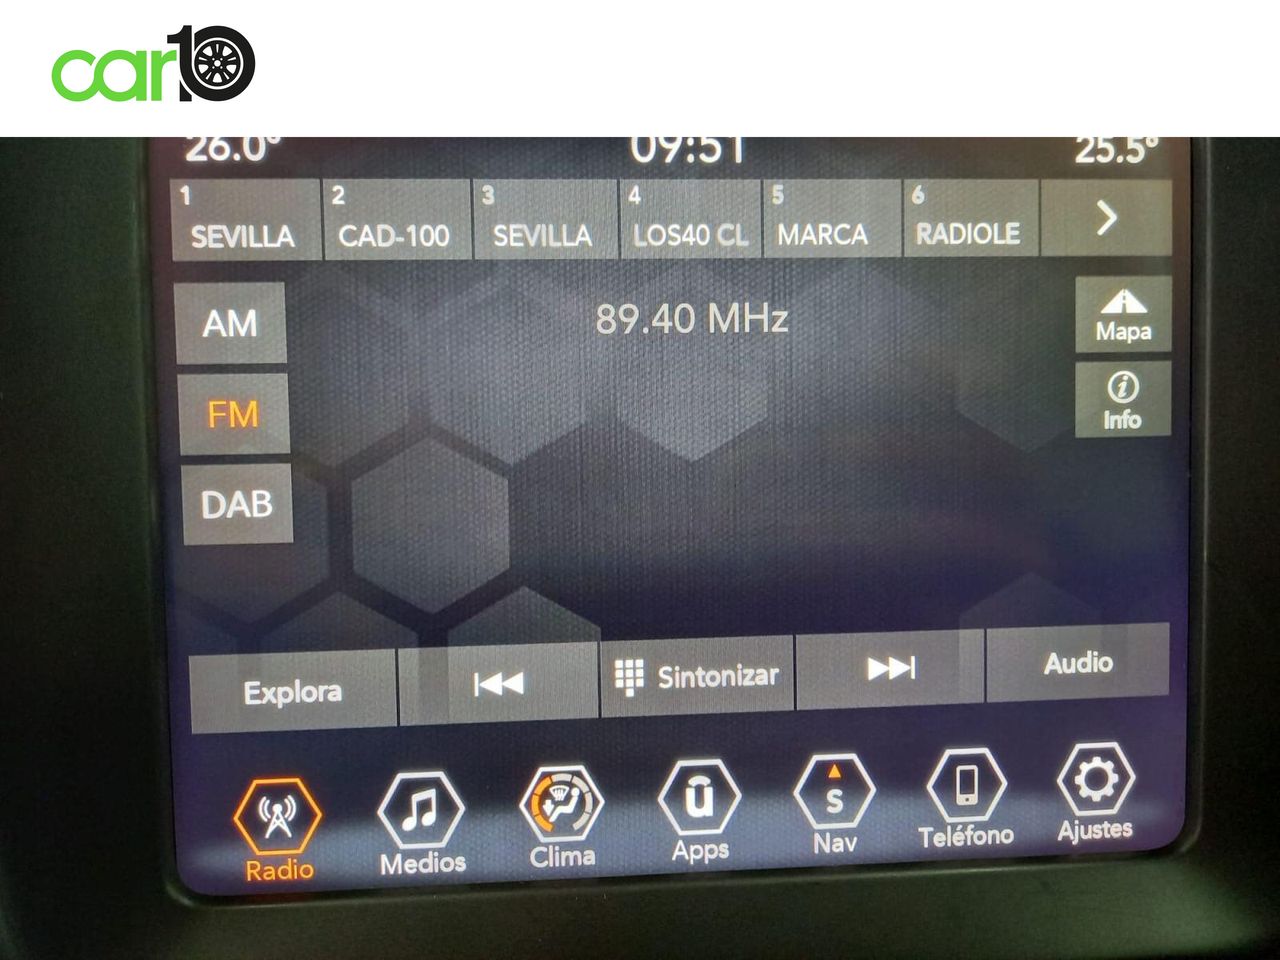 car10
26.0° 09:51 25.5°
1 2 3 4 5 6
SEVILLA CAD-100 SEVILLA LOS40 CL MARCA RADIOLE
AM
89.40 MHz
Mapa
FM
Info
DAB
Explora Sintonizar Audio
Radio Medios Clima Apps Nav Teléfono Ajustes
û
S